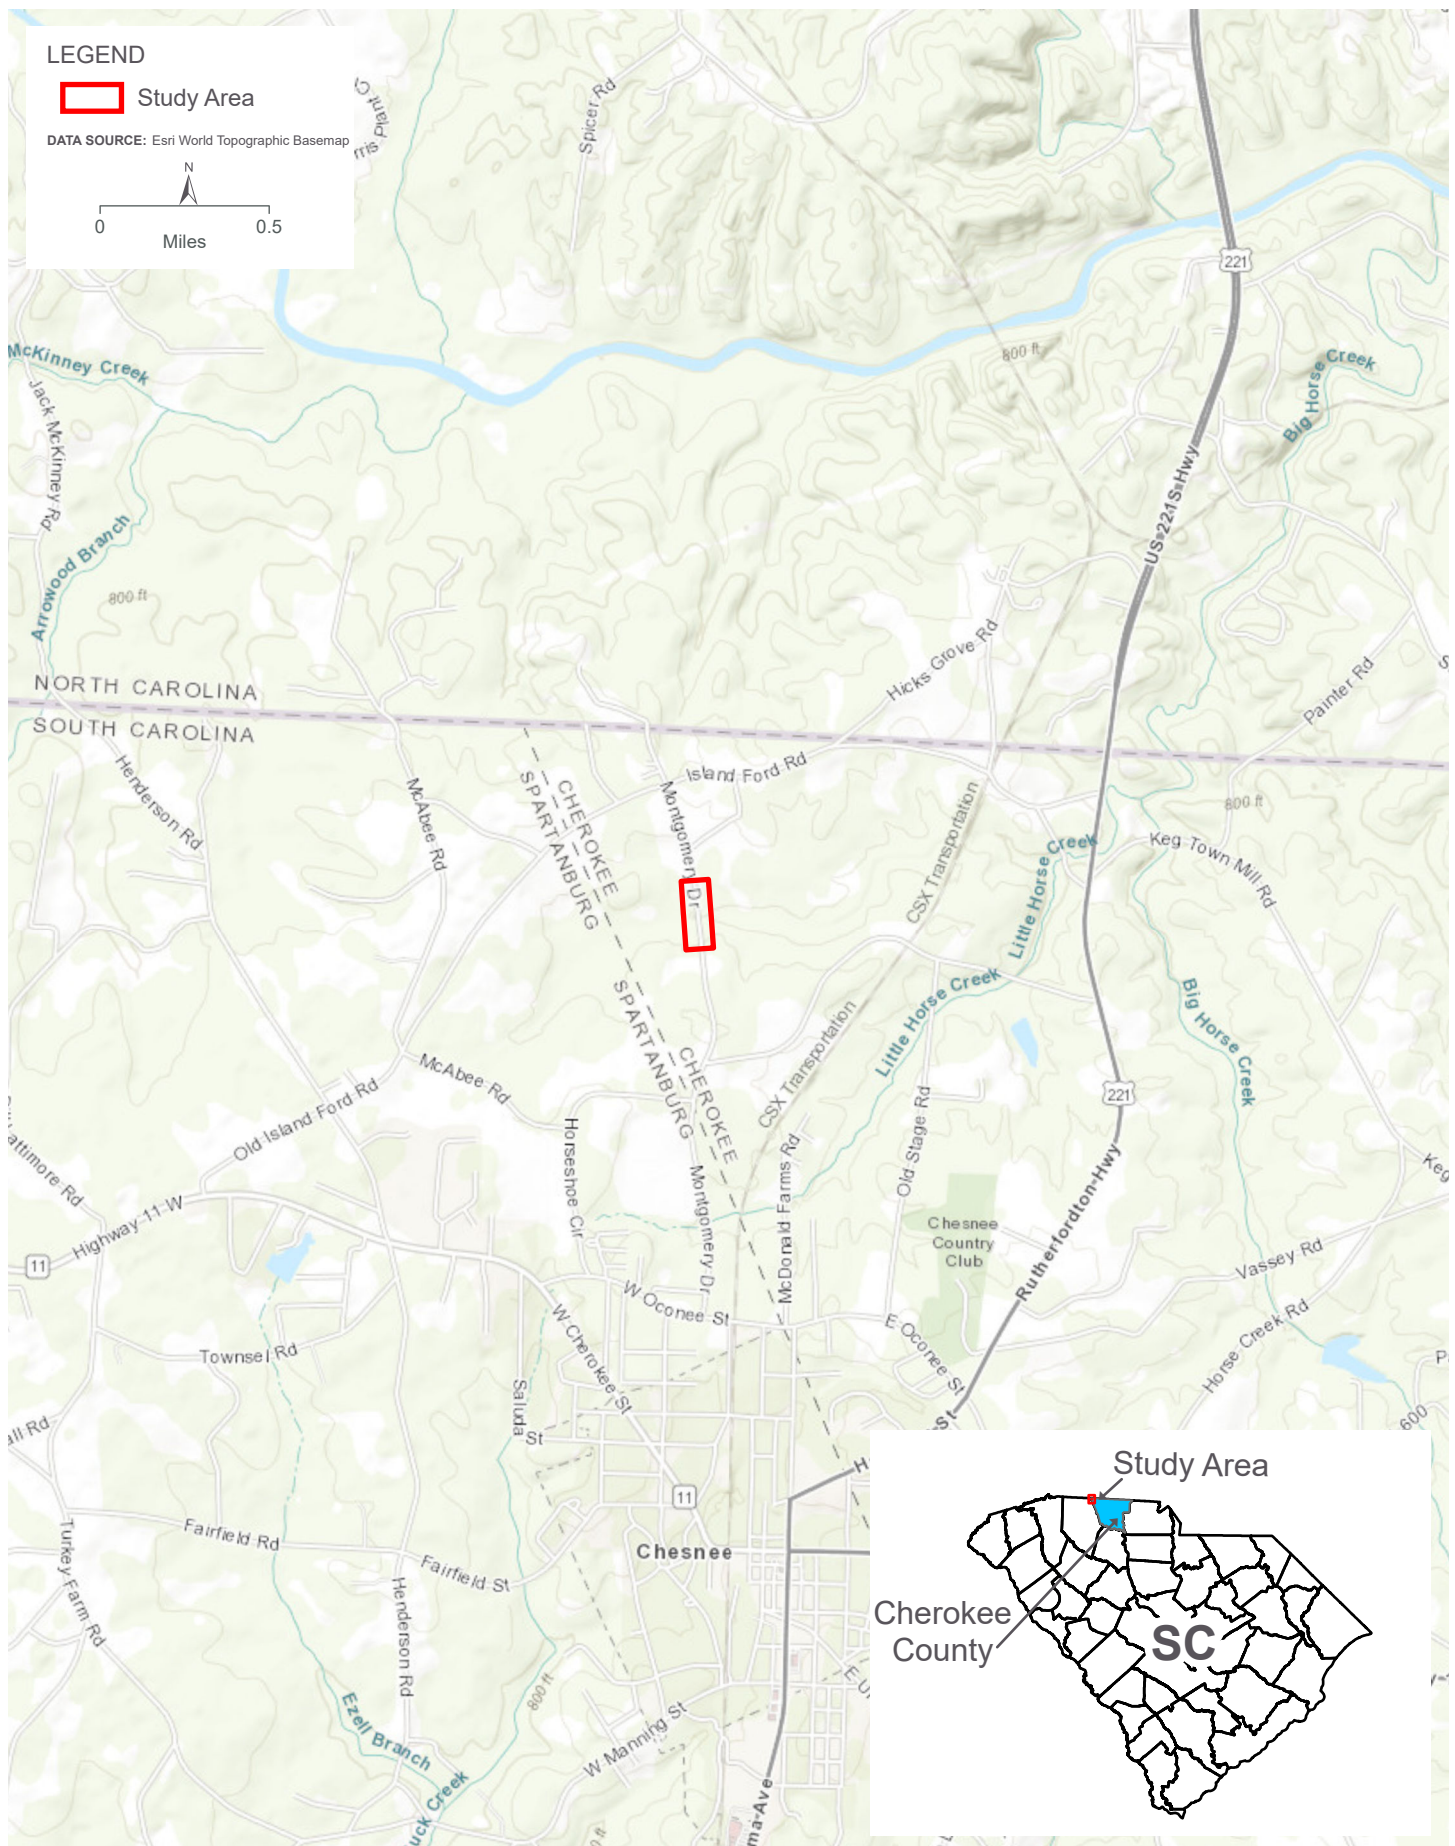 LEGEND
Study Area
DATA SOURCE: Esri World Topographic Basemap
N
0
0.5
Miles
Spicer Rd
221
McKinney Creek
800 ft
Big Horse Creek
Jack McKinney Rd
US-221S-Hwy
Arrowood Branch
800 ft
Hicks Grove Rd
Painter Rd
NORTH CAROLINA
SOUTH CAROLINA
Henderson Rd
McAbee Rd
CHEROKEE
SPARTANBURG
Island Ford Rd
Montgomery Dr
CSX Transportation
800 ft
Little Horse Creek
Keg Town Mill Rd
Little Horse Creek
Big Horse Creek
SPARTANBURG
CHEROKEE
CSX Transportation
McAbee Rd
Old Island Ford Rd
221
Old Stage Rd
Horseshoe Cir
Montgomery Dr
McDonald Farms Rd
Rutherfordton-Hwy
Highway 11 W
11
Chesnee
Country
Club
Vassey Rd
W Oconee St
E Oconee St
W Cherokee St
Horse Creek Rd
Townsel Rd
Saluda
St
600
11
Turkey Farm Rd
Fairfield Rd
Fairfield St
Henderson Rd
Chesnee
800 ft
Ezell Branch
W Manning St
Study Area
Cherokee
County
SC